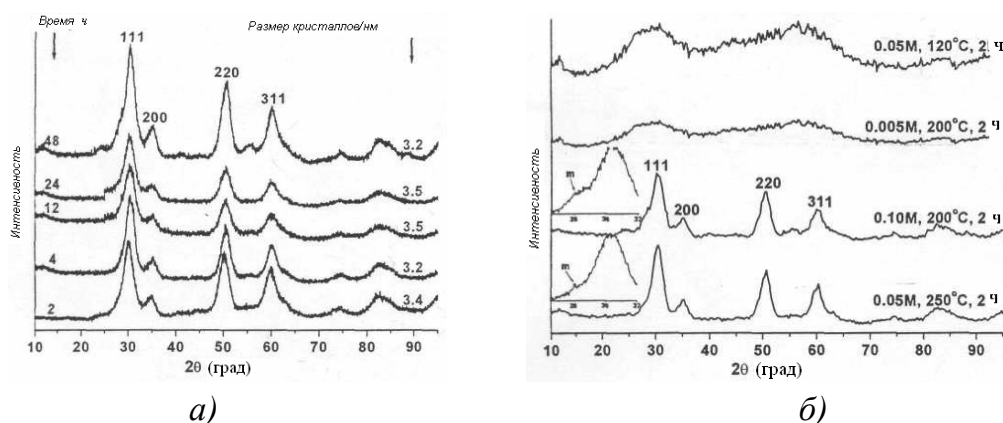 Время ч
Размер кристаллов/нм
111
200
220
311
48
3.2
24
3.5
12
3.5
4
3.2
2
3.4
Интенсивность
10 20 30 40 50 60 70 80 90
2θ (град)
а)
0.05M, 120°C, 2 ч
0.005M, 200°C, 2 ч
m
111
200
220
311
0.10M, 200°C, 2 ч
m
0.05M, 250°C, 2 ч
Интенсивность
10 20 30 40 50 60 70 80 90
2θ (град)
б)